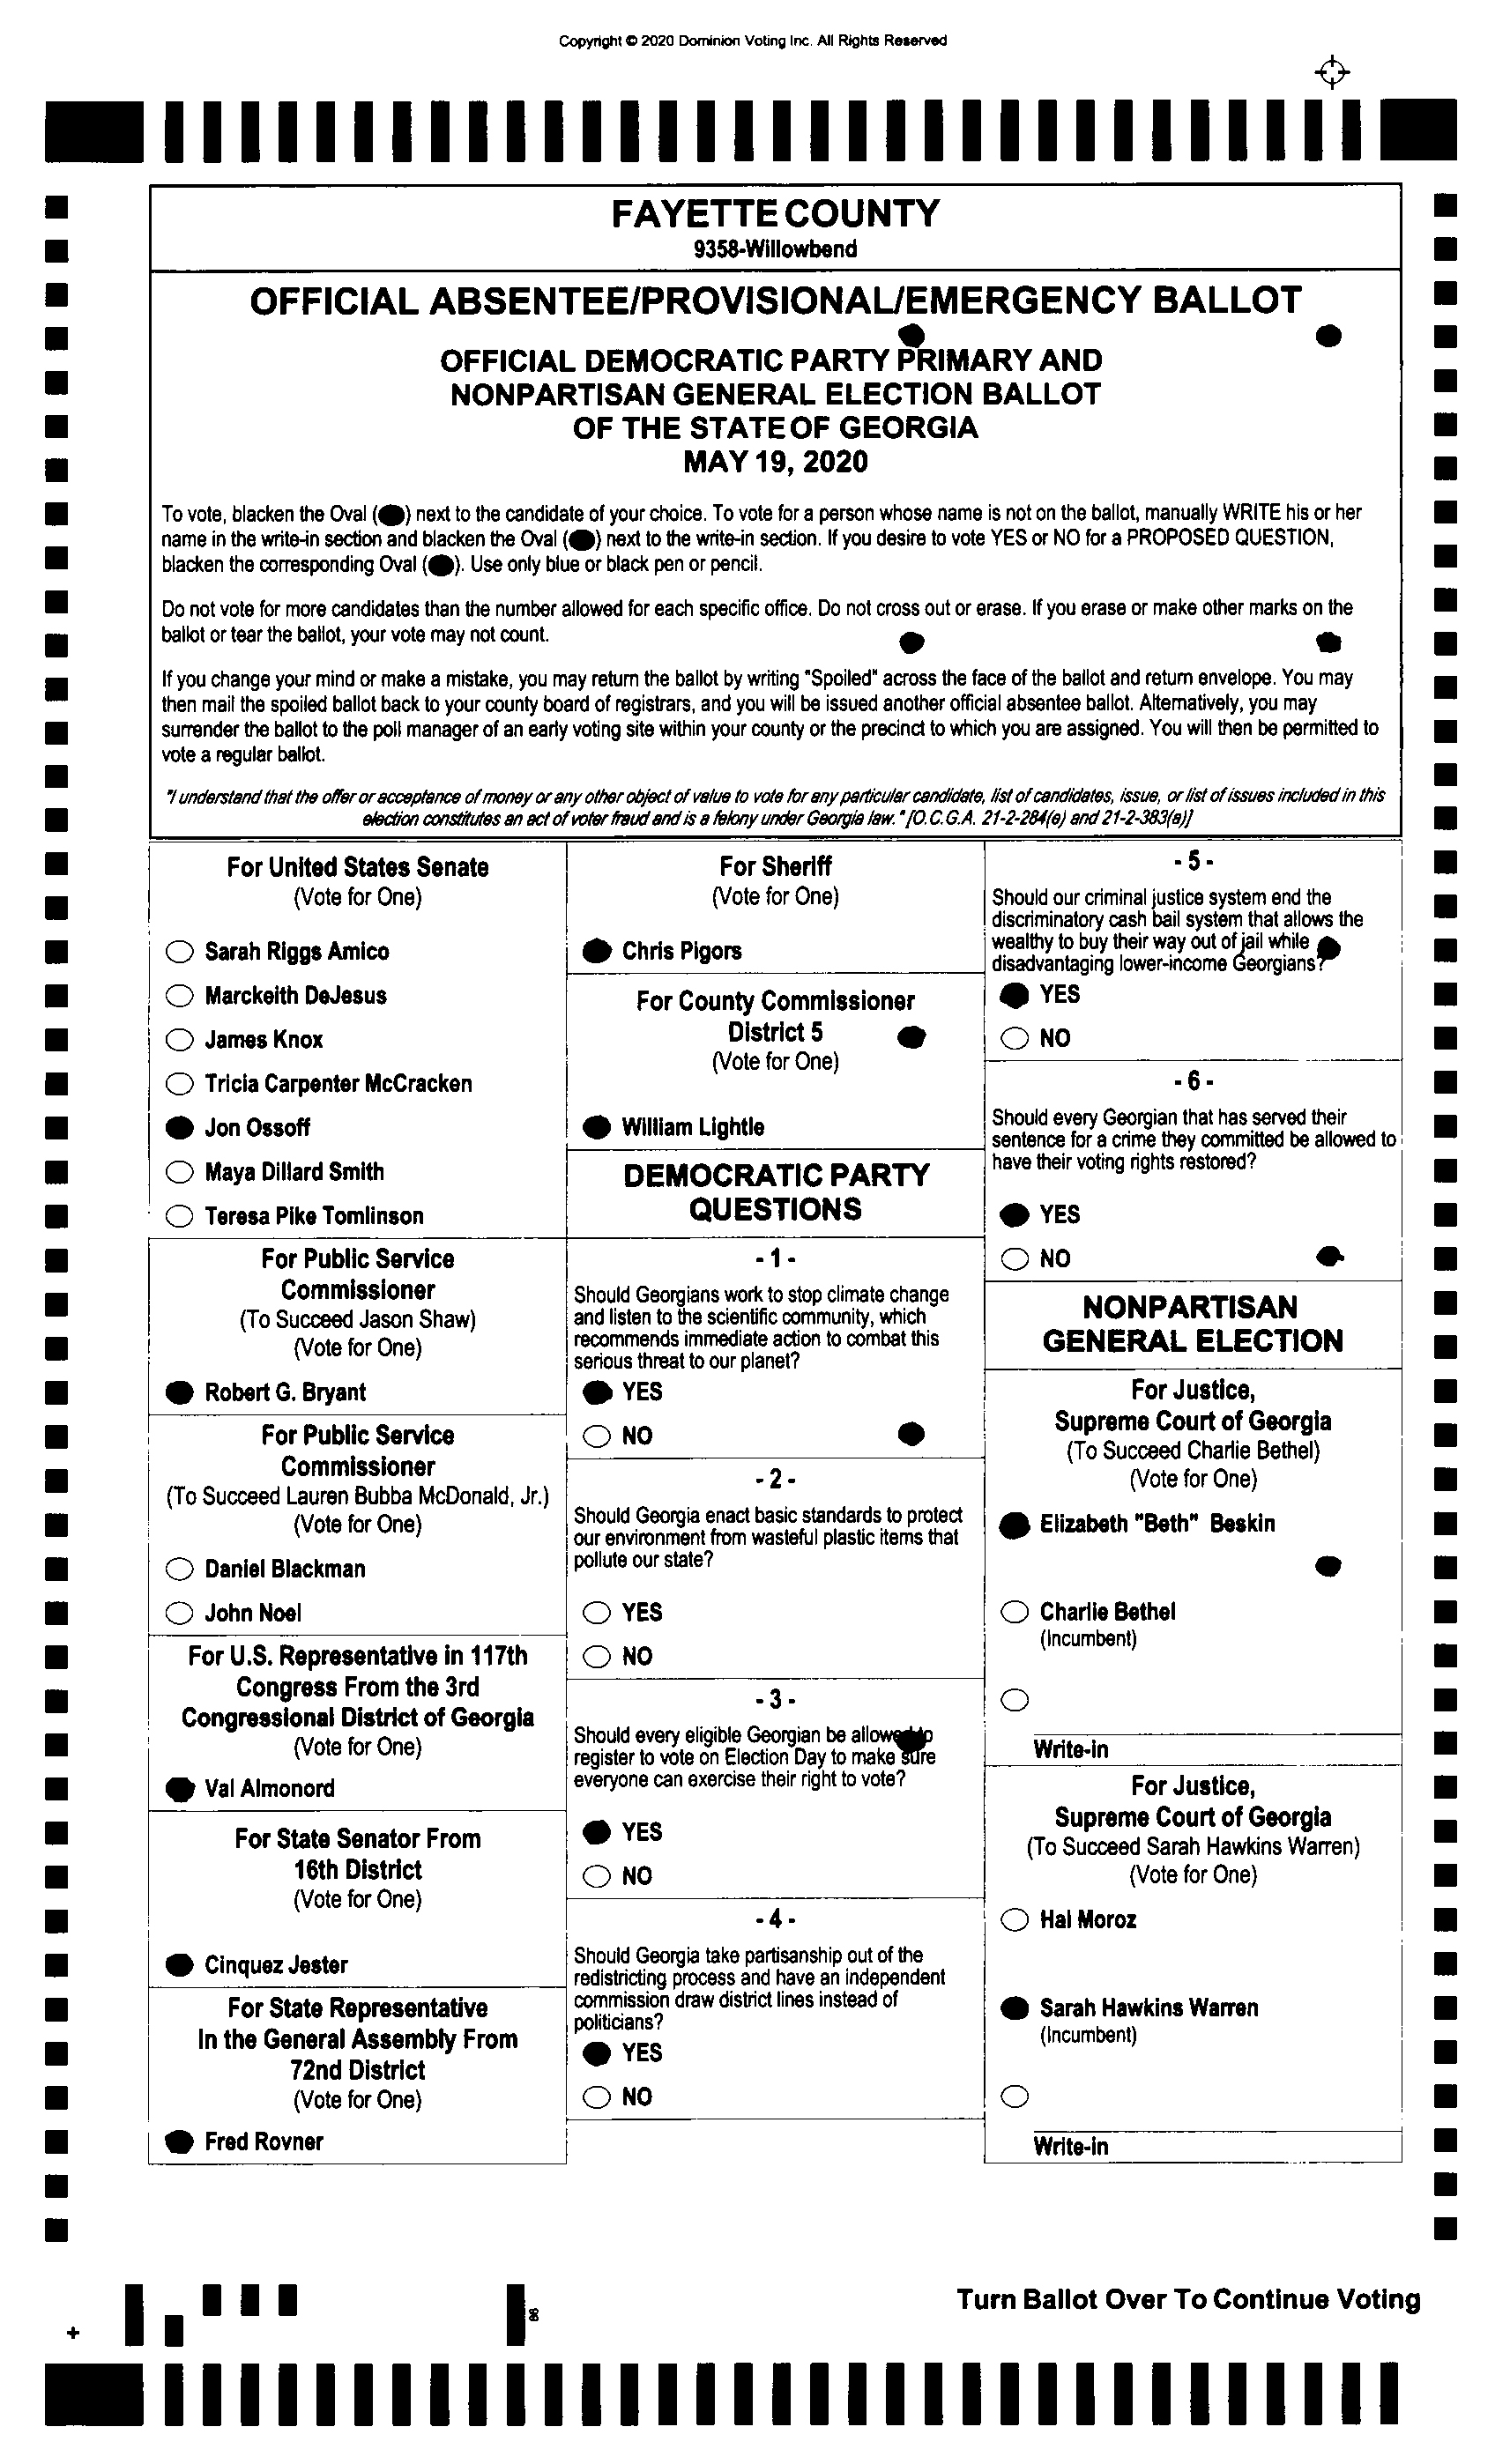 Copyright © 2020 Dominion Voting Inc. All Rights Reserved
FAYETTE COUNTY
9358-Willowbend
OFFICIAL ABSENTEE/PROVISIONAL/EMERGENCY BALLOT
OFFICIAL DEMOCRATIC PARTY PRIMARY AND
NONPARTISAN GENERAL ELECTION BALLOT
OF THE STATE OF GEORGIA
MAY 19, 2020
To vote, blacken the Oval (●) next to the candidate of your choice. To vote for a person whose name is not on the ballot, manually WRITE his or her
name in the write-in section and blacken the Oval (●) next to the write-in section. If you desire to vote YES or NO for a PROPOSED QUESTION,
blacken the corresponding Oval (●). Use only blue or black pen or pencil.
Do not vote for more candidates than the number allowed for each specific office. Do not cross out or erase. If you erase or make other marks on the
ballot or tear the ballot, your vote may not count.
If you change your mind or make a mistake, you may return the ballot by writing "Spoiled" across the face of the ballot and return envelope. You may
then mail the spoiled ballot back to your county board of registrars, and you will be issued another official absentee ballot. Alternatively, you may
surrender the ballot to the poll manager of an early voting site within your county or the precinct to which you are assigned. You will then be permitted to
vote a regular ballot.
"I understand that the offer or acceptance of money or any other object of value to vote for any particular candidate, list of candidates, issue, or list of issues included in this
election constitutes an act of voter fraud and is a felony under Georgia law." [O.C.G.A. 21-2-284(e) and 21-2-383(a)]
For United States Senate
(Vote for One)
Sarah Riggs Amico
Marckeith DeJesus
James Knox
Tricia Carpenter McCracken
Jon Ossoff
Maya Dillard Smith
Teresa Pike Tomlinson
For Public Service
Commissioner
(To Succeed Jason Shaw)
(Vote for One)
Robert G. Bryant
For Public Service
Commissioner
(To Succeed Lauren Bubba McDonald, Jr.)
(Vote for One)
Daniel Blackman
John Noel
For U.S. Representative in 117th
Congress From the 3rd
Congressional District of Georgia
(Vote for One)
Val Almonord
For State Senator From
16th District
(Vote for One)
Cinquez Jester
For State Representative
In the General Assembly From
72nd District
(Vote for One)
Fred Rovner
For Sheriff
(Vote for One)
Chris Pigors
For County Commissioner
District 5
(Vote for One)
William Lightle
DEMOCRATIC PARTY
QUESTIONS
- 1 -
Should Georgians work to stop climate change
and listen to the scientific community, which
recommends immediate action to combat this
serious threat to our planet?
YES
NO
- 2 -
Should Georgia enact basic standards to protect
our environment from wasteful plastic items that
pollute our state?
YES
NO
- 3 -
Should every eligible Georgian be allowed to
register to vote on Election Day to make sure
everyone can exercise their right to vote?
YES
NO
- 4 -
Should Georgia take partisanship out of the
redistricting process and have an independent
commission draw district lines instead of
politicians?
YES
NO
- 5 -
Should our criminal justice system end the
discriminatory cash bail system that allows the
wealthy to buy their way out of jail while
disadvantaging lower-income Georgians?
YES
NO
- 6 -
Should every Georgian that has served their
sentence for a crime they committed be allowed to
have their voting rights restored?
YES
NO
NONPARTISAN
GENERAL ELECTION
For Justice,
Supreme Court of Georgia
(To Succeed Charlie Bethel)
(Vote for One)
Elizabeth "Beth" Beskin
Charlie Bethel
(Incumbent)
Write-in
For Justice,
Supreme Court of Georgia
(To Succeed Sarah Hawkins Warren)
(Vote for One)
Hal Moroz
Sarah Hawkins Warren
(Incumbent)
Write-in
Turn Ballot Over To Continue Voting